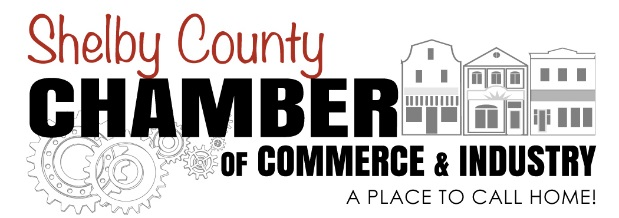 Shelby County
CHAMBER
OF COMMERCE & INDUSTRY
A PLACE TO CALL HOME!